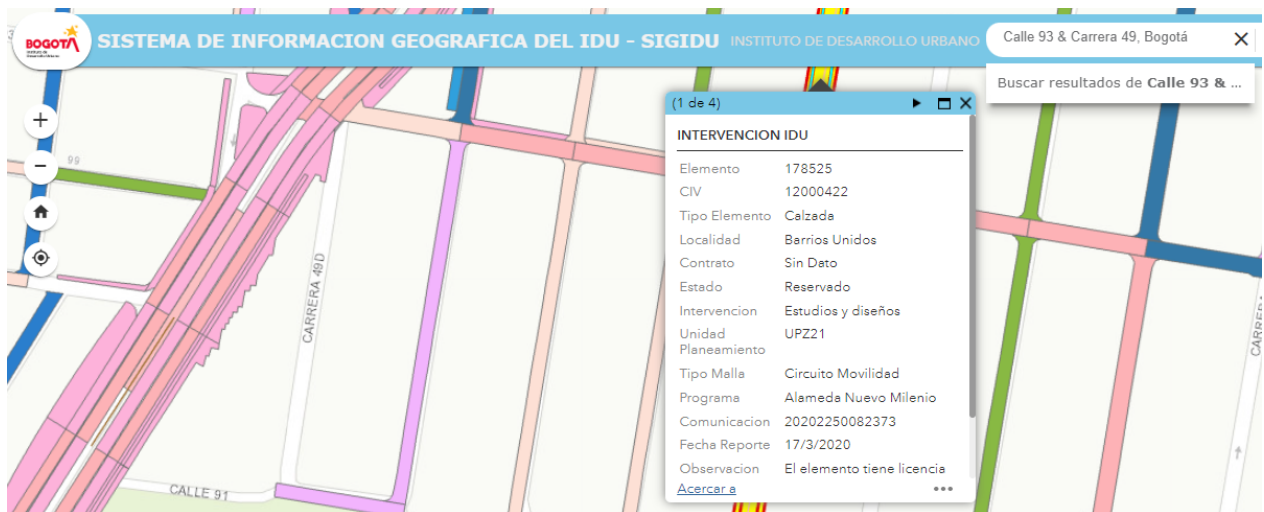 BOGOTÁ
SISTEMA DE INFORMACION GEOGRAFICA DEL IDU - SIGIDU INSTITUTO DE DESARROLLO URBANO
Calle 93 & Carrera 49, Bogotá
Buscar resultados de Calle 93 & ...
(1 de 4)
INTERVENCION IDU
Elemento 178525
CIV 12000422
Tipo Elemento Calzada
Localidad Barrios Unidos
Contrato Sin Dato
Estado Reservado
Intervencion Estudios y diseños
Unidad Planeamiento UPZ21
Tipo Malla Circuito Movilidad
Programa Alameda Nuevo Milenio
Comunicacion 20202250082373
Fecha Reporte 17/3/2020
Observacion El elemento tiene licencia
Acercar a
99
CARRERA 49D
CALLE 91